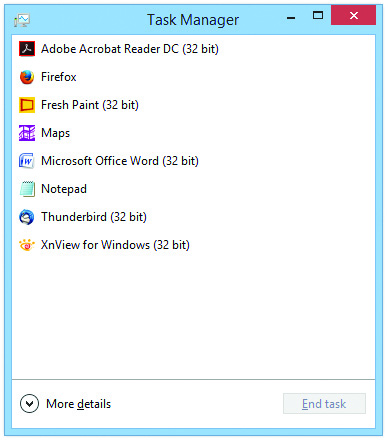 Task Manager
Adobe Acrobat Reader DC (32 bit)
Firefox
Fresh Paint (32 bit)
Maps
Microsoft Office Word (32 bit)
Notepad
Thunderbird (32 bit)
XnView for Windows (32 bit)
More details
End task